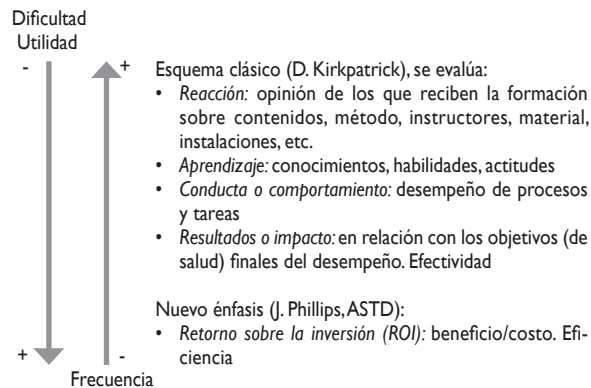 Dificultad
Utilidad
- +
Esquema clásico (D. Kirkpatrick), se evalúa:
• Reacción: opinión de los que reciben la formación
sobre contenidos, método, instructores, material,
instalaciones, etc.
• Aprendizaje: conocimientos, habilidades, actitudes
• Conducta o comportamiento: desempeño de procesos
y tareas
• Resultados o impacto: en relación con los objetivos (de
salud) finales del desempeño. Efectividad
Nuevo énfasis (J. Phillips, ASTD):
• Retorno sobre la inversión (ROI): beneficio/costo. Efi-
ciencia
+ -
Frecuencia